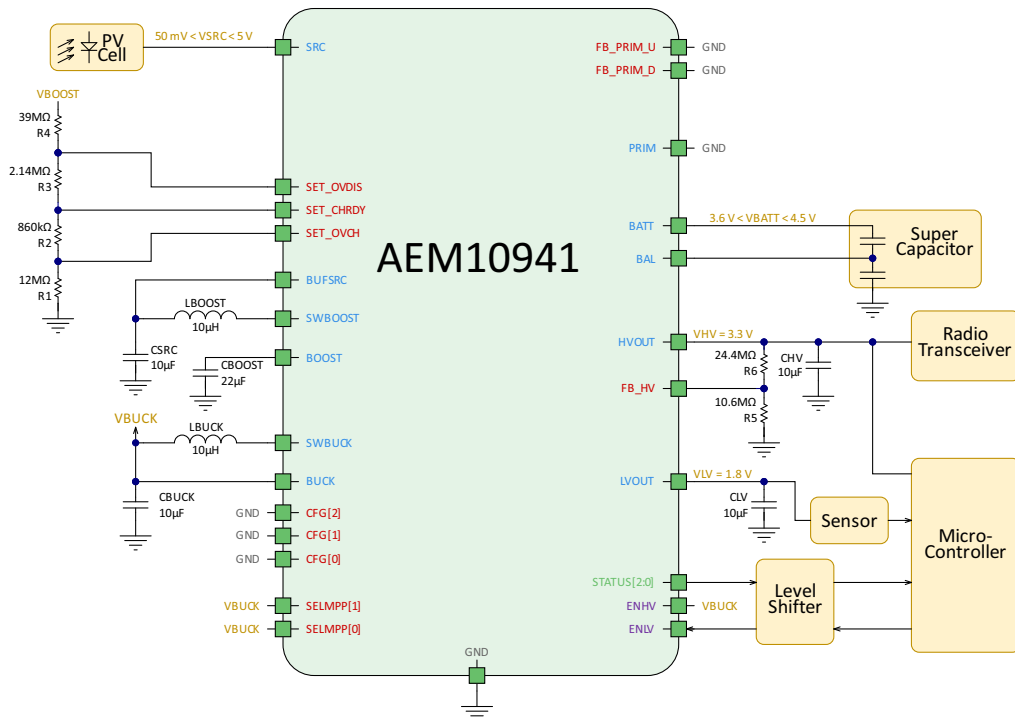 PV
Cell
50 mV < VSRC < 5 V
SRC
VBOOST
39MΩ
R4
2.14MΩ
R3
860kΩ
R2
12MΩ
R1
SET_OVDIS
SET_CHRDY
SET_OVCH
BUFSRC
LBOOST
10µH
SWBOOST
CSRC
10µF
CBOOST
22µF
BOOST
VBUCK
LBUCK
10µH
SWBUCK
BUCK
CBUCK
10µF
GND
CFG[2]
GND
CFG[1]
GND
CFG[0]
VBUCK
SELMPP[1]
VBUCK
SELMPP[0]
AEM10941
GND
FB_PRIM_U
GND
FB_PRIM_D
GND
PRIM
GND
BATT
3.6 V < VBATT < 4.5 V
BAL
Super
Capacitor
HVOUT
VHV = 3.3 V
24.4MΩ
R6
CHV
10µF
FB_HV
10.6MΩ
R5
Radio
Transceiver
LVOUT
VLV = 1.8 V
CLV
10µF
Sensor
Micro-
Controller
STATUS[2:0]
ENHV
VBUCK
ENLV
Level
Shifter